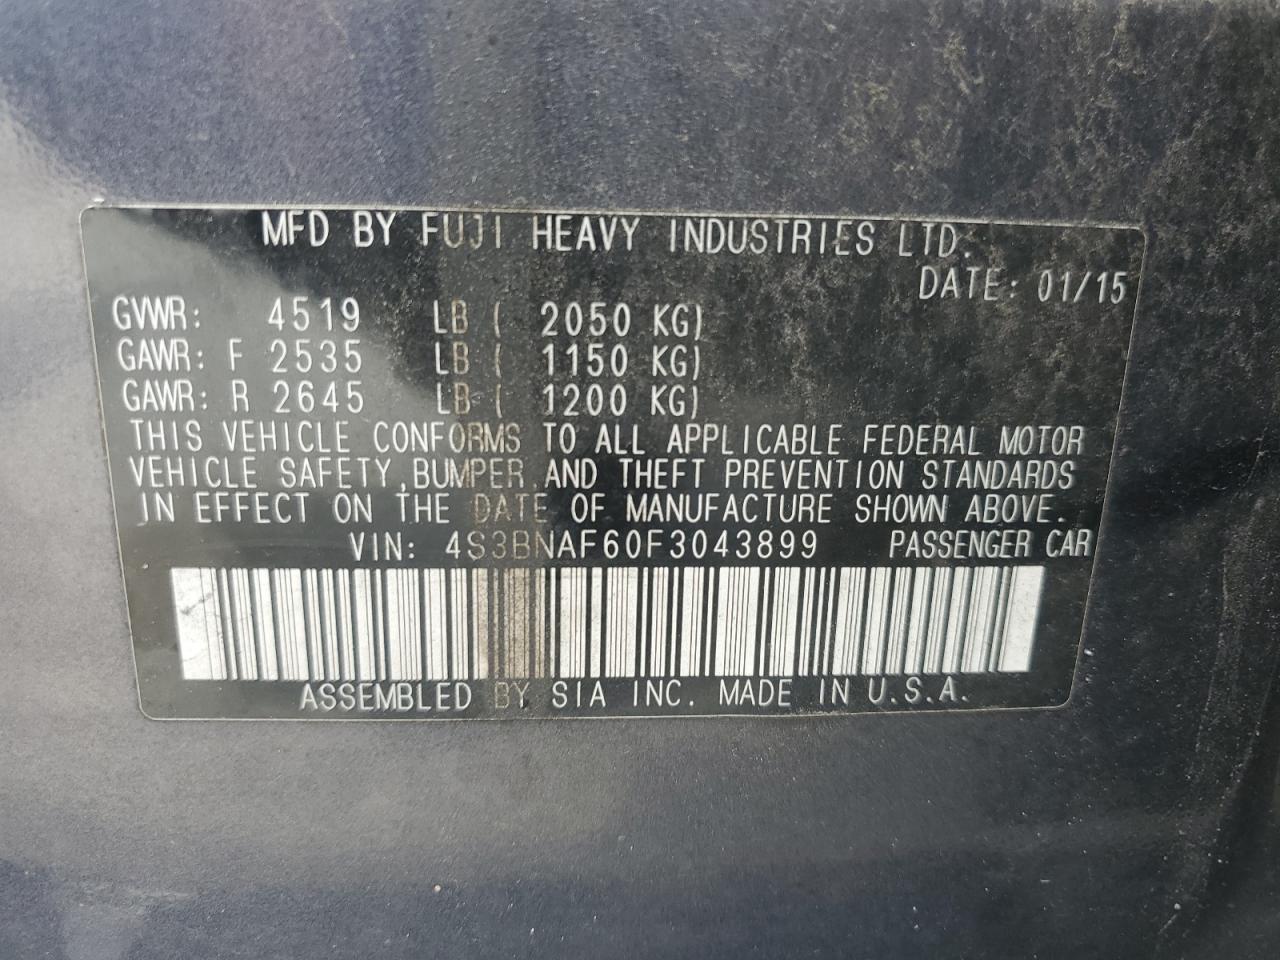 MFD BY FUJI HEAVY INDUSTRIES LTD.
DATE: 01/15
GVWR: 4519 LB ( 2050 KG)
GAWR: F 2535 LB ( 1150 KG)
GAWR: R 2645 LB ( 1200 KG)
THIS VEHICLE CONFORMS TO ALL APPLICABLE FEDERAL MOTOR
VEHICLE SAFETY, BUMPER AND THEFT PREVENTION STANDARDS
IN EFFECT ON THE DATE OF MANUFACTURE SHOWN ABOVE.
VIN: 4S3BNAF60F3043899 PASSENGER CAR
ASSEMBLED BY SIA INC. MADE IN U.S.A.